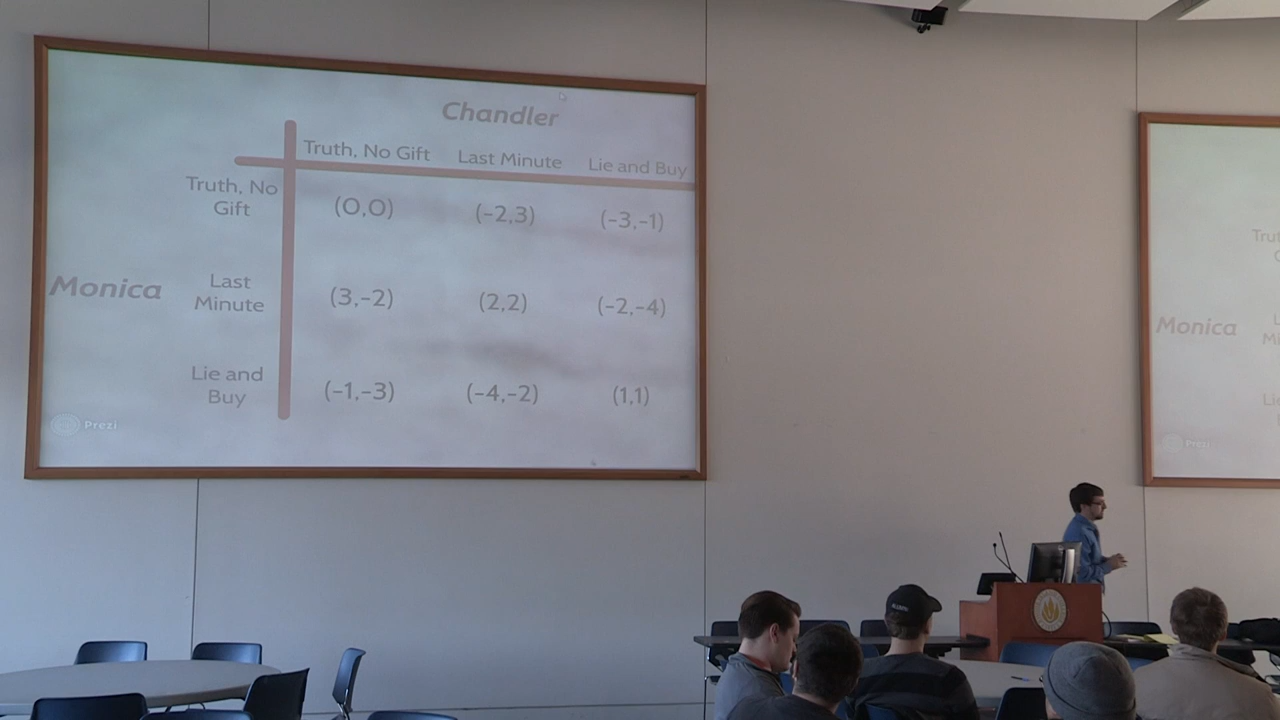 Chandler
Truth, No Gift Last Minute Lie and Buy
Truth, No
Gift
(0,0) (-2,3) (-3,-1)
Monica
Last
Minute
(3,-2) (2,2) (-2,-4)
Lie and
Buy
(-1,-3) (-4,-2) (1,1)
Prezi
Monica
Prezi